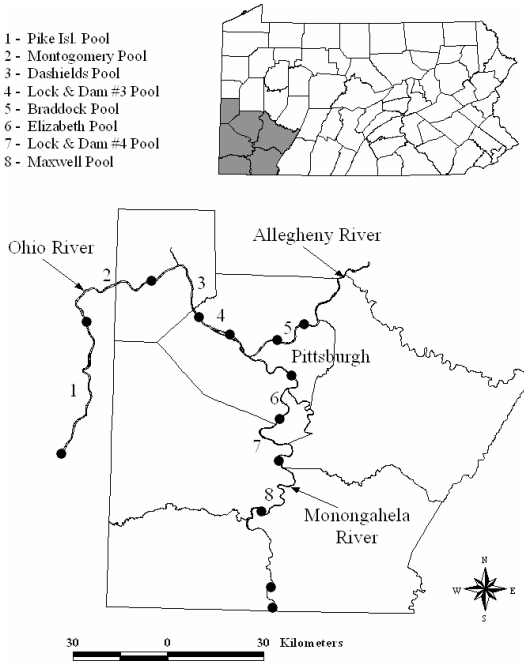 1 - Pike Isl. Pool
2 - Montogomery Pool
3 - Dashields Pool
4 - Lock & Dam #3 Pool
5 - Braddock Pool
6 - Elizabeth Pool
7 - Lock & Dam #4 Pool
8 - Maxwell Pool
Allegheny River
Ohio River
2
3
4
5
Pittsburgh
1
6
7
8
Monongahela
River
N
W E
S
30 0 30 Kilometers